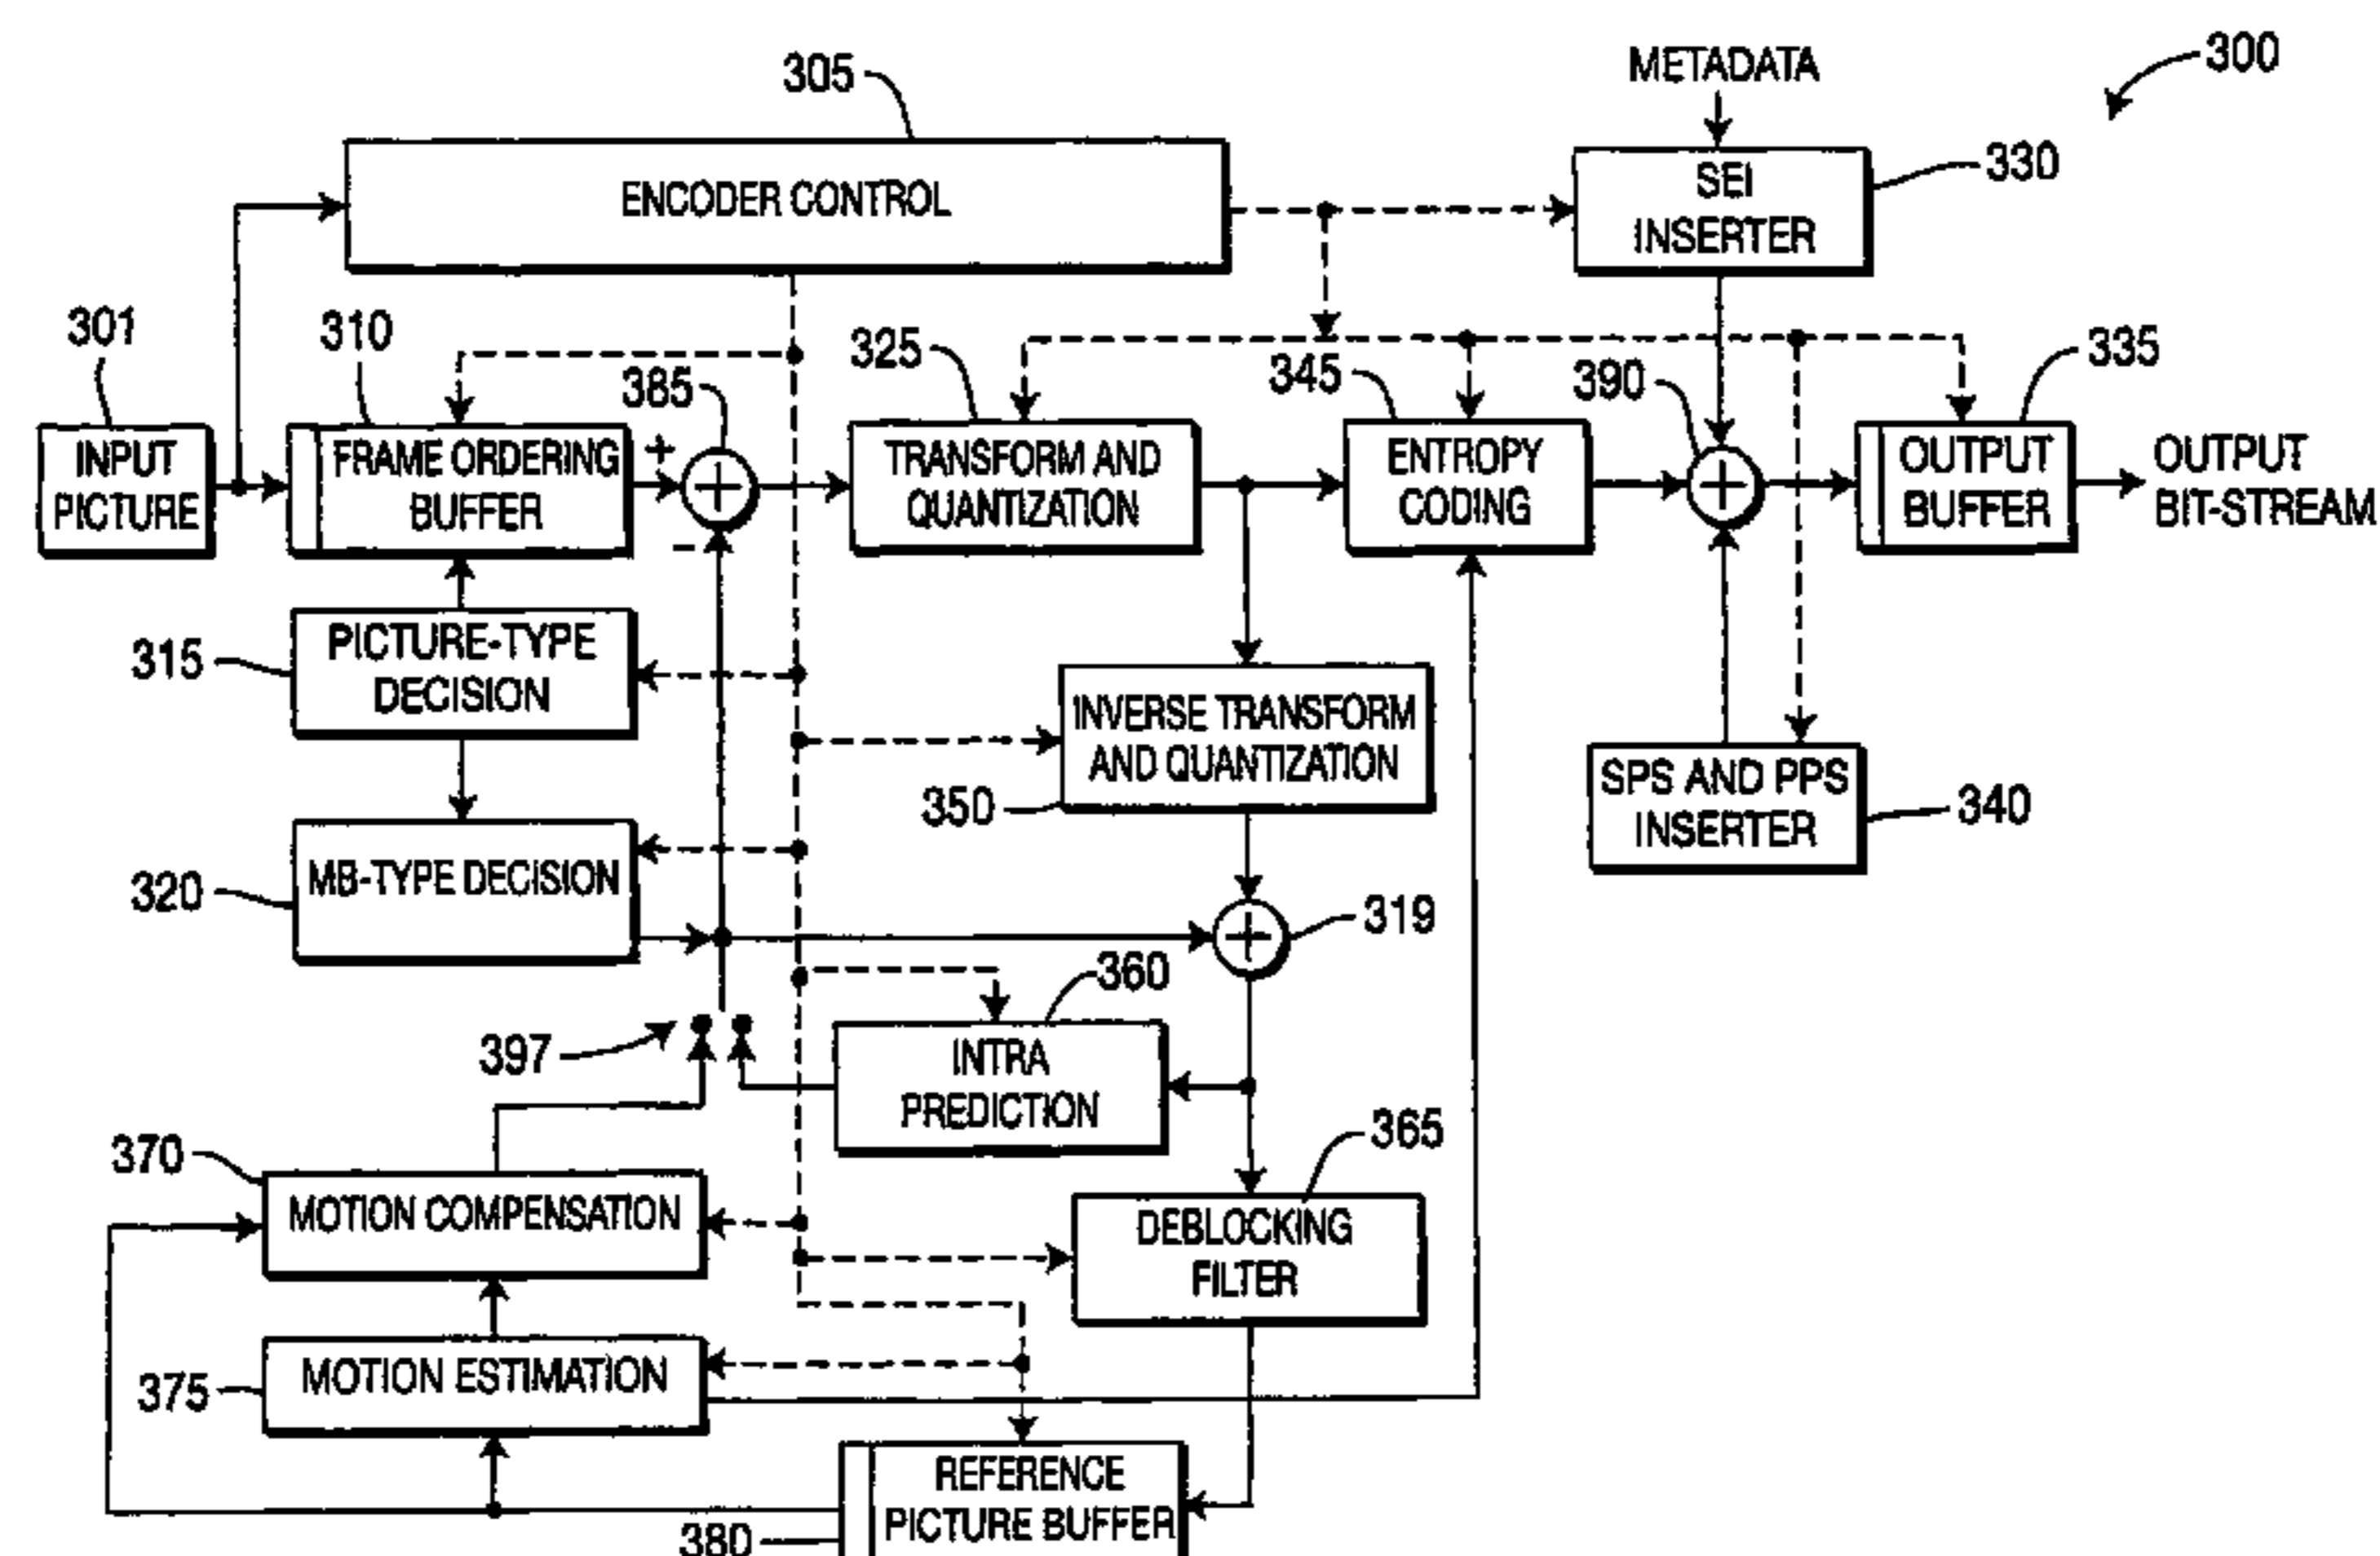 300
METADATA
305
ENCODER CONTROL
SEI
INSERTER
330
301
310
385
325
345
390
335
INPUT
PICTURE
FRAME ORDERING
BUFFER
+
−
TRANSFORM AND
QUANTIZATION
ENTROPY
CODING
OUTPUT
BUFFER
OUTPUT
BIT-STREAM
315
PICTURE-TYPE
DECISION
INVERSE TRANSFORM
AND QUANTIZATION
350
SPS AND PPS
INSERTER
340
320
MB-TYPE DECISION
319
360
397
INTRA
PREDICTION
370
MOTION COMPENSATION
365
DEBLOCKING
FILTER
375
MOTION ESTIMATION
REFERENCE
PICTURE BUFFER
380